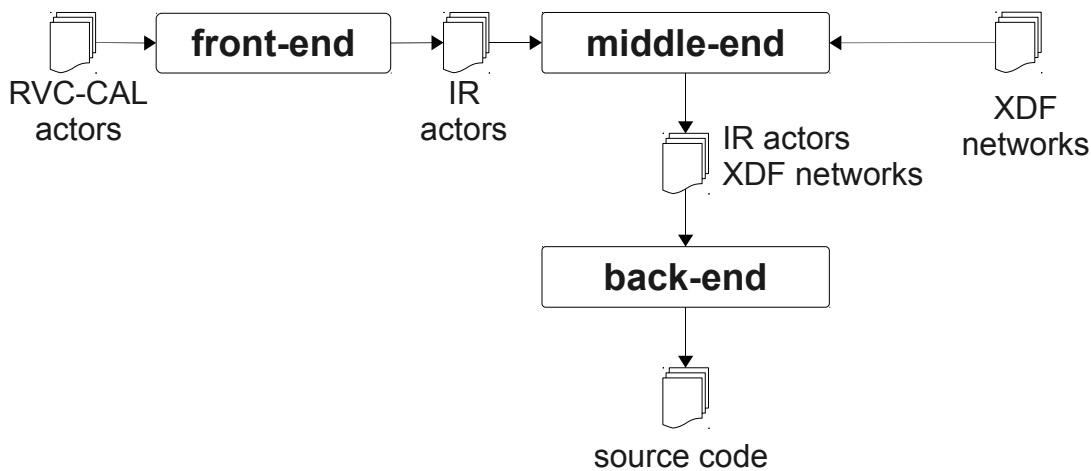 front-end
middle-end
RVC-CAL
actors
IR
actors
XDF
networks
IR actors
XDF networks
back-end
source code